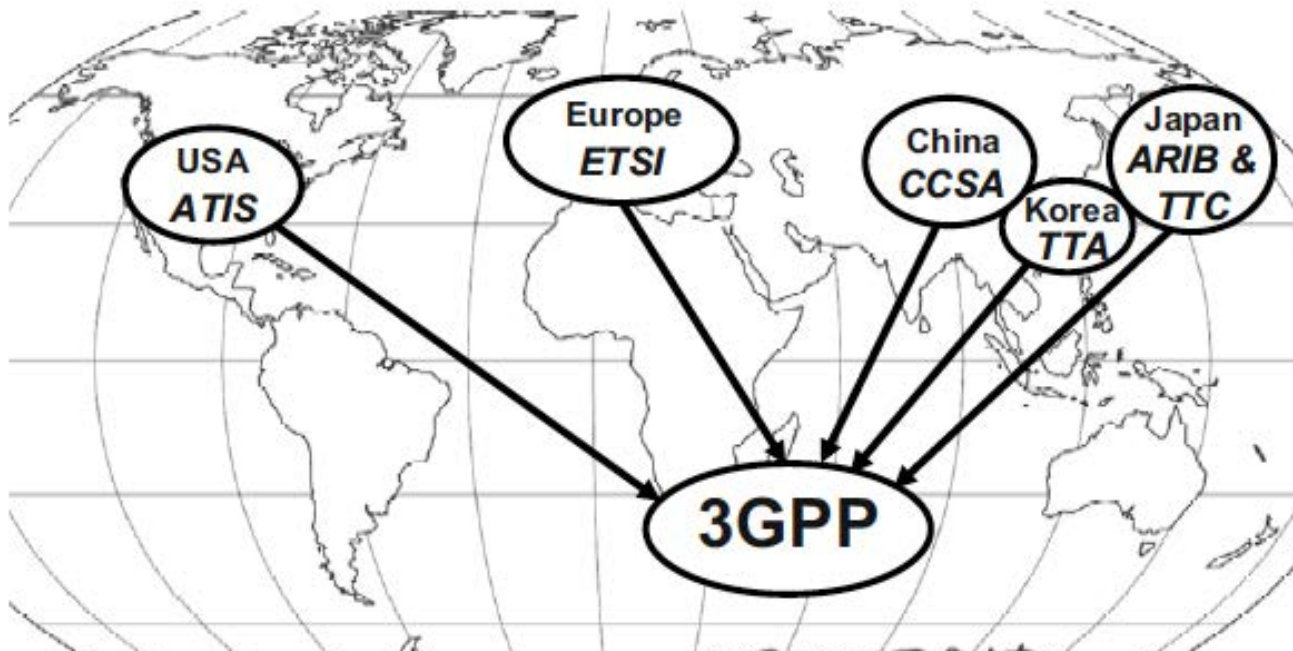 USA
ATIS
Europe
ETSI
China
CCSA
Korea
TTA
Japan
ARIB &
TTC
3GPP